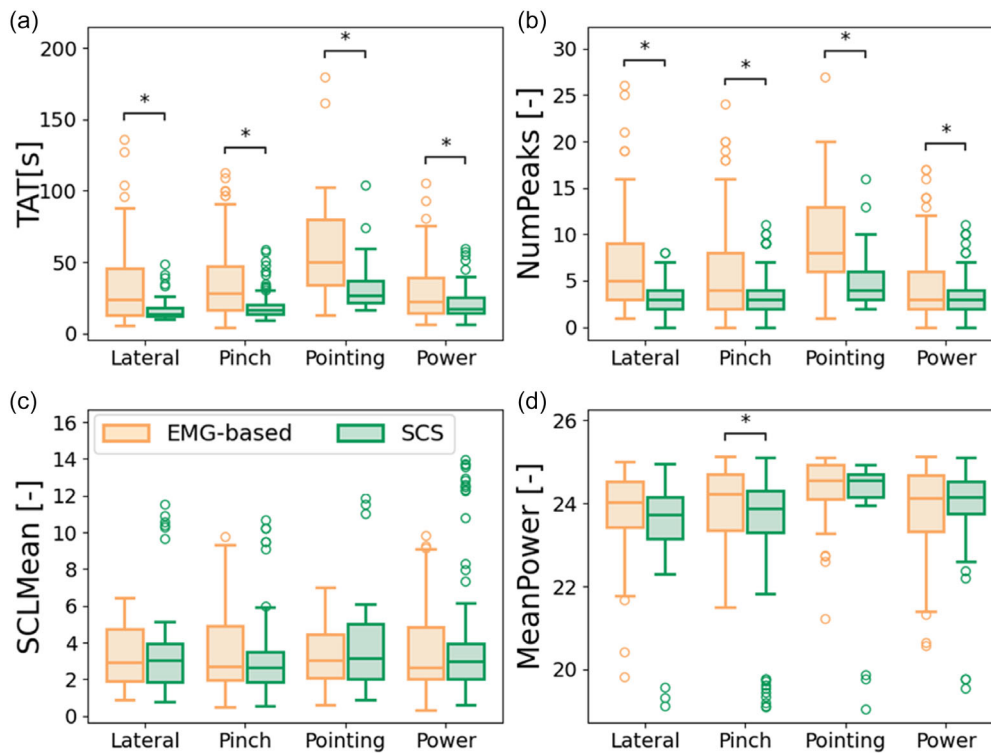 (a)
TAT[s]
200
150
100
50
0
*
*
*
*
Lateral Pinch Pointing Power
(b)
NumPeaks [-]
30
25
20
15
10
5
0
*
*
*
*
Lateral Pinch Pointing Power
(c)
SCLMean [-]
16
14
12
10
8
6
4
2
0
EMG-based SCS
Lateral Pinch Pointing Power
(d)
MeanPower [-]
26
24
22
20
*
Lateral Pinch Pointing Power